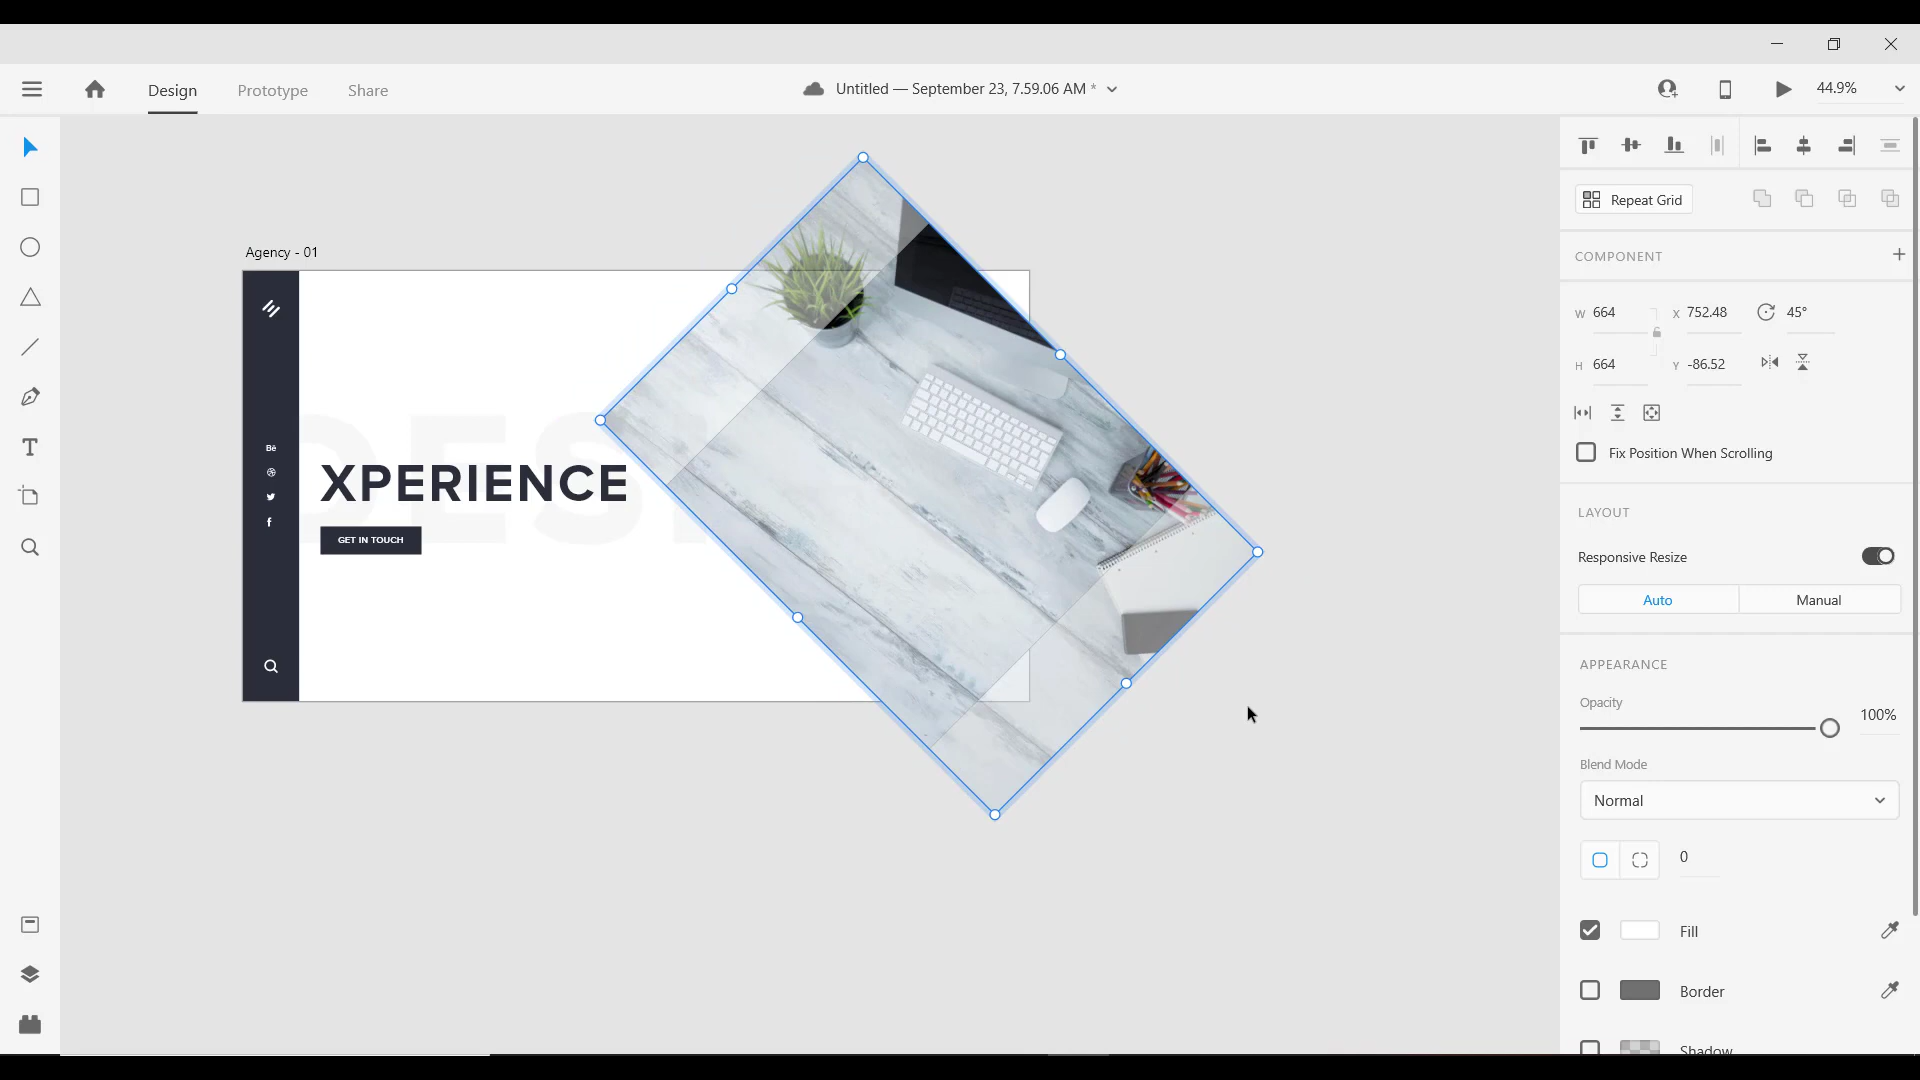 Design Prototype Share
Untitled — September 23, 7.59.06 AM *
44.9%
Repeat Grid
COMPONENT
W 664 X 752.48 45°
H 664 Y -86.52
Fix Position When Scrolling
LAYOUT
Responsive Resize
Auto Manual
APPEARANCE
Opacity
100%
Blend Mode
Normal
0
Fill
Border
Shadow
Agency - 01
DES
Bē
XPERIENCE
GET IN TOUCH